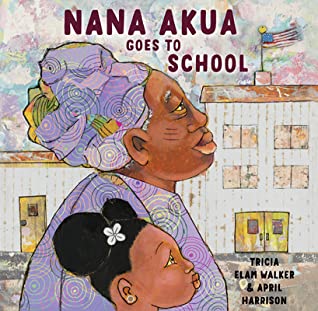 NANA AKUA
GOES TO
SCHOOL
TRICIA
ELAM WALKER
& APRIL
HARRISON